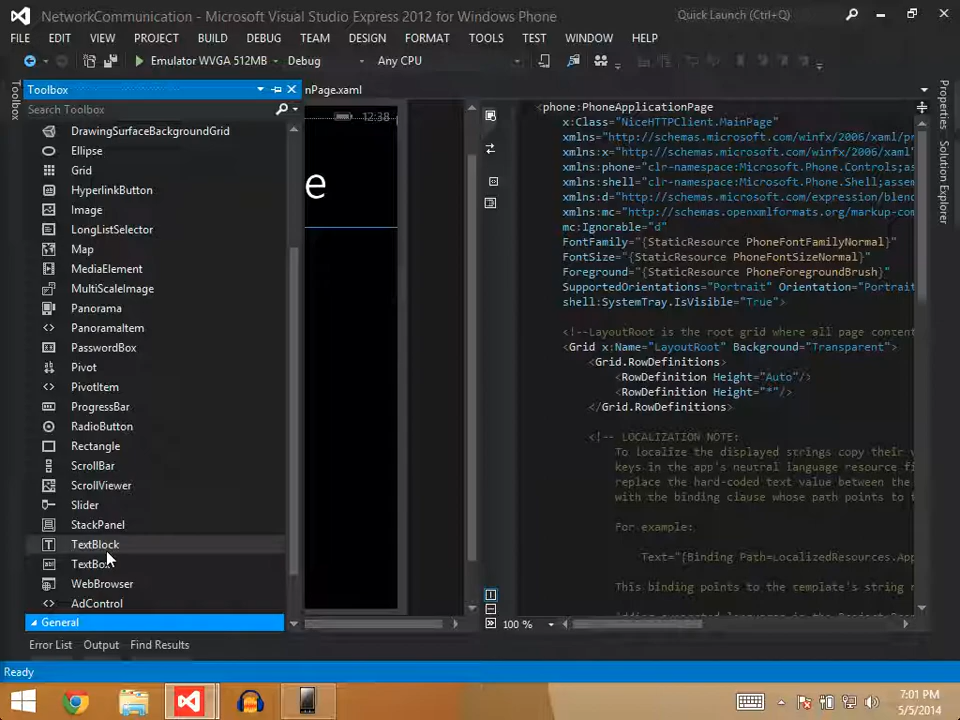 NetworkCommunication - Microsoft Visual Studio Express 2012 for Windows Phone
Quick Launch (Ctrl+Q)
FILE EDIT VIEW PROJECT BUILD DEBUG TEAM DESIGN FORMAT TOOLS TEST WINDOW HELP
Emulator WVGA 512MB Debug Any CPU
Toolbox
Toolbox
nPage.xaml
Search Toolbox
DrawingSurfaceBackgroundGrid
Ellipse
Grid
HyperlinkButton
Image
LongListSelector
Map
MediaElement
MultiScaleImage
Panorama
PanoramaItem
PasswordBox
Pivot
PivotItem
ProgressBar
RadioButton
Rectangle
ScrollBar
ScrollViewer
Slider
StackPanel
TextBlock
TextBox
WebBrowser
AdControl
General
12:38
e
<phone:PhoneApplicationPage
x:Class="NiceHTTPClient.MainPage"
xmlns="http://schemas.microsoft.com/winfx/2006/xaml/pr
xmlns:x="http://schemas.microsoft.com/winfx/2006/xaml"
xmlns:phone="clr-namespace:Microsoft.Phone.Controls;as
xmlns:shell="clr-namespace:Microsoft.Phone.Shell;assem
xmlns:d="http://schemas.microsoft.com/expression/blend
xmlns:mc="http://schemas.openxmlformats.org/markup-com
mc:Ignorable="d"
FontFamily="{StaticResource PhoneFontFamilyNormal}"
FontSize="{StaticResource PhoneFontSizeNormal}"
Foreground="{StaticResource PhoneForegroundBrush}"
SupportedOrientations="Portrait" Orientation="Portrait
shell:SystemTray.IsVisible="True">
<!--LayoutRoot is the root grid where all page content
<Grid x:Name="LayoutRoot" Background="Transparent">
<Grid.RowDefinitions>
<RowDefinition Height="Auto"/>
<RowDefinition Height="*"/>
</Grid.RowDefinitions>
<!-- LOCALIZATION NOTE:
To localize the displayed strings copy their v
keys in the app's neutral language resource fi
replace the hard-coded text value between the
with the binding clause whose path points to t
For example:
Text="{Binding Path=LocalizedResources.App
This binding points to the template's string r
100 %
Properties
Solution Explorer
Error List Output Find Results
Ready
7:01 PM
5/5/2014